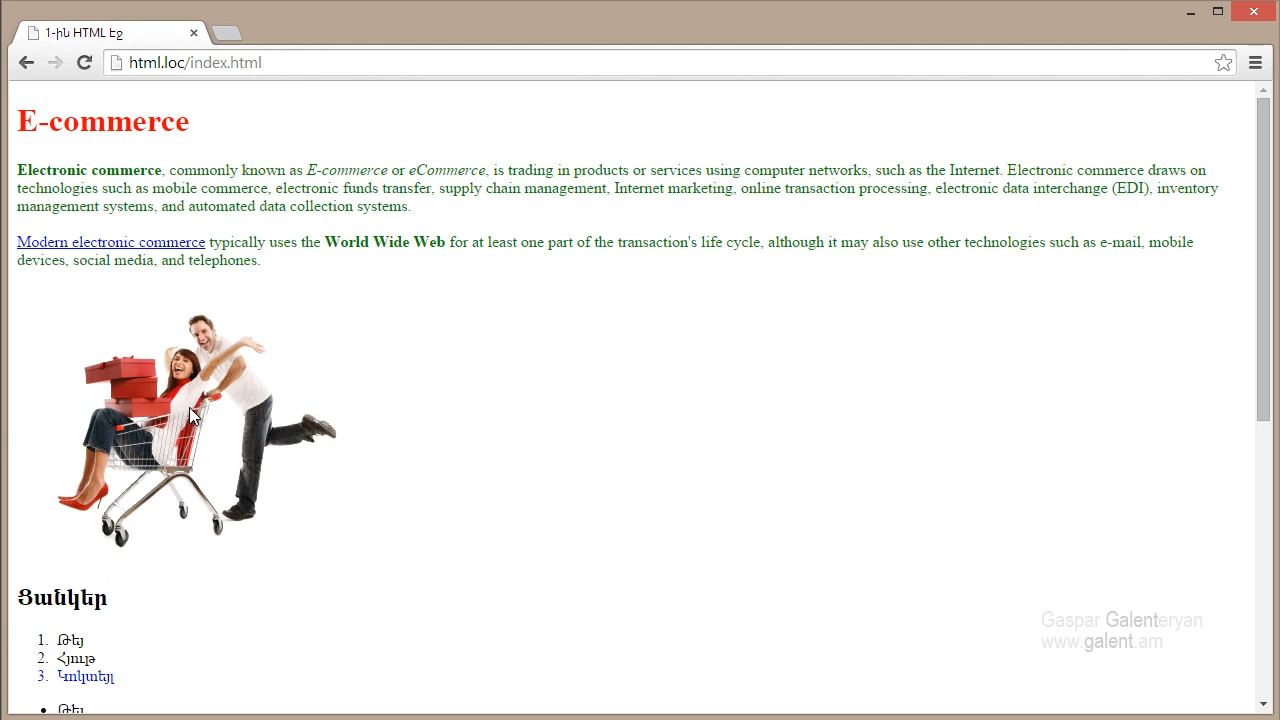 1-ին HTML Էջ
html.loc/index.html
E-commerce
Electronic commerce, commonly known as E-commerce or eCommerce, is trading in products or services using computer networks, such as the Internet. Electronic commerce draws on
technologies such as mobile commerce, electronic funds transfer, supply chain management, Internet marketing, online transaction processing, electronic data interchange (EDI), inventory
management systems, and automated data collection systems.
Modern electronic commerce typically uses the World Wide Web for at least one part of the transaction's life cycle, although it may also use other technologies such as e-mail, mobile
devices, social media, and telephones.
Ցանկեր
1. Թեյ
2. Հյութ
3. Կոկտեյլ
• Թեյ
Gaspar Galenteryan
www.galent.am